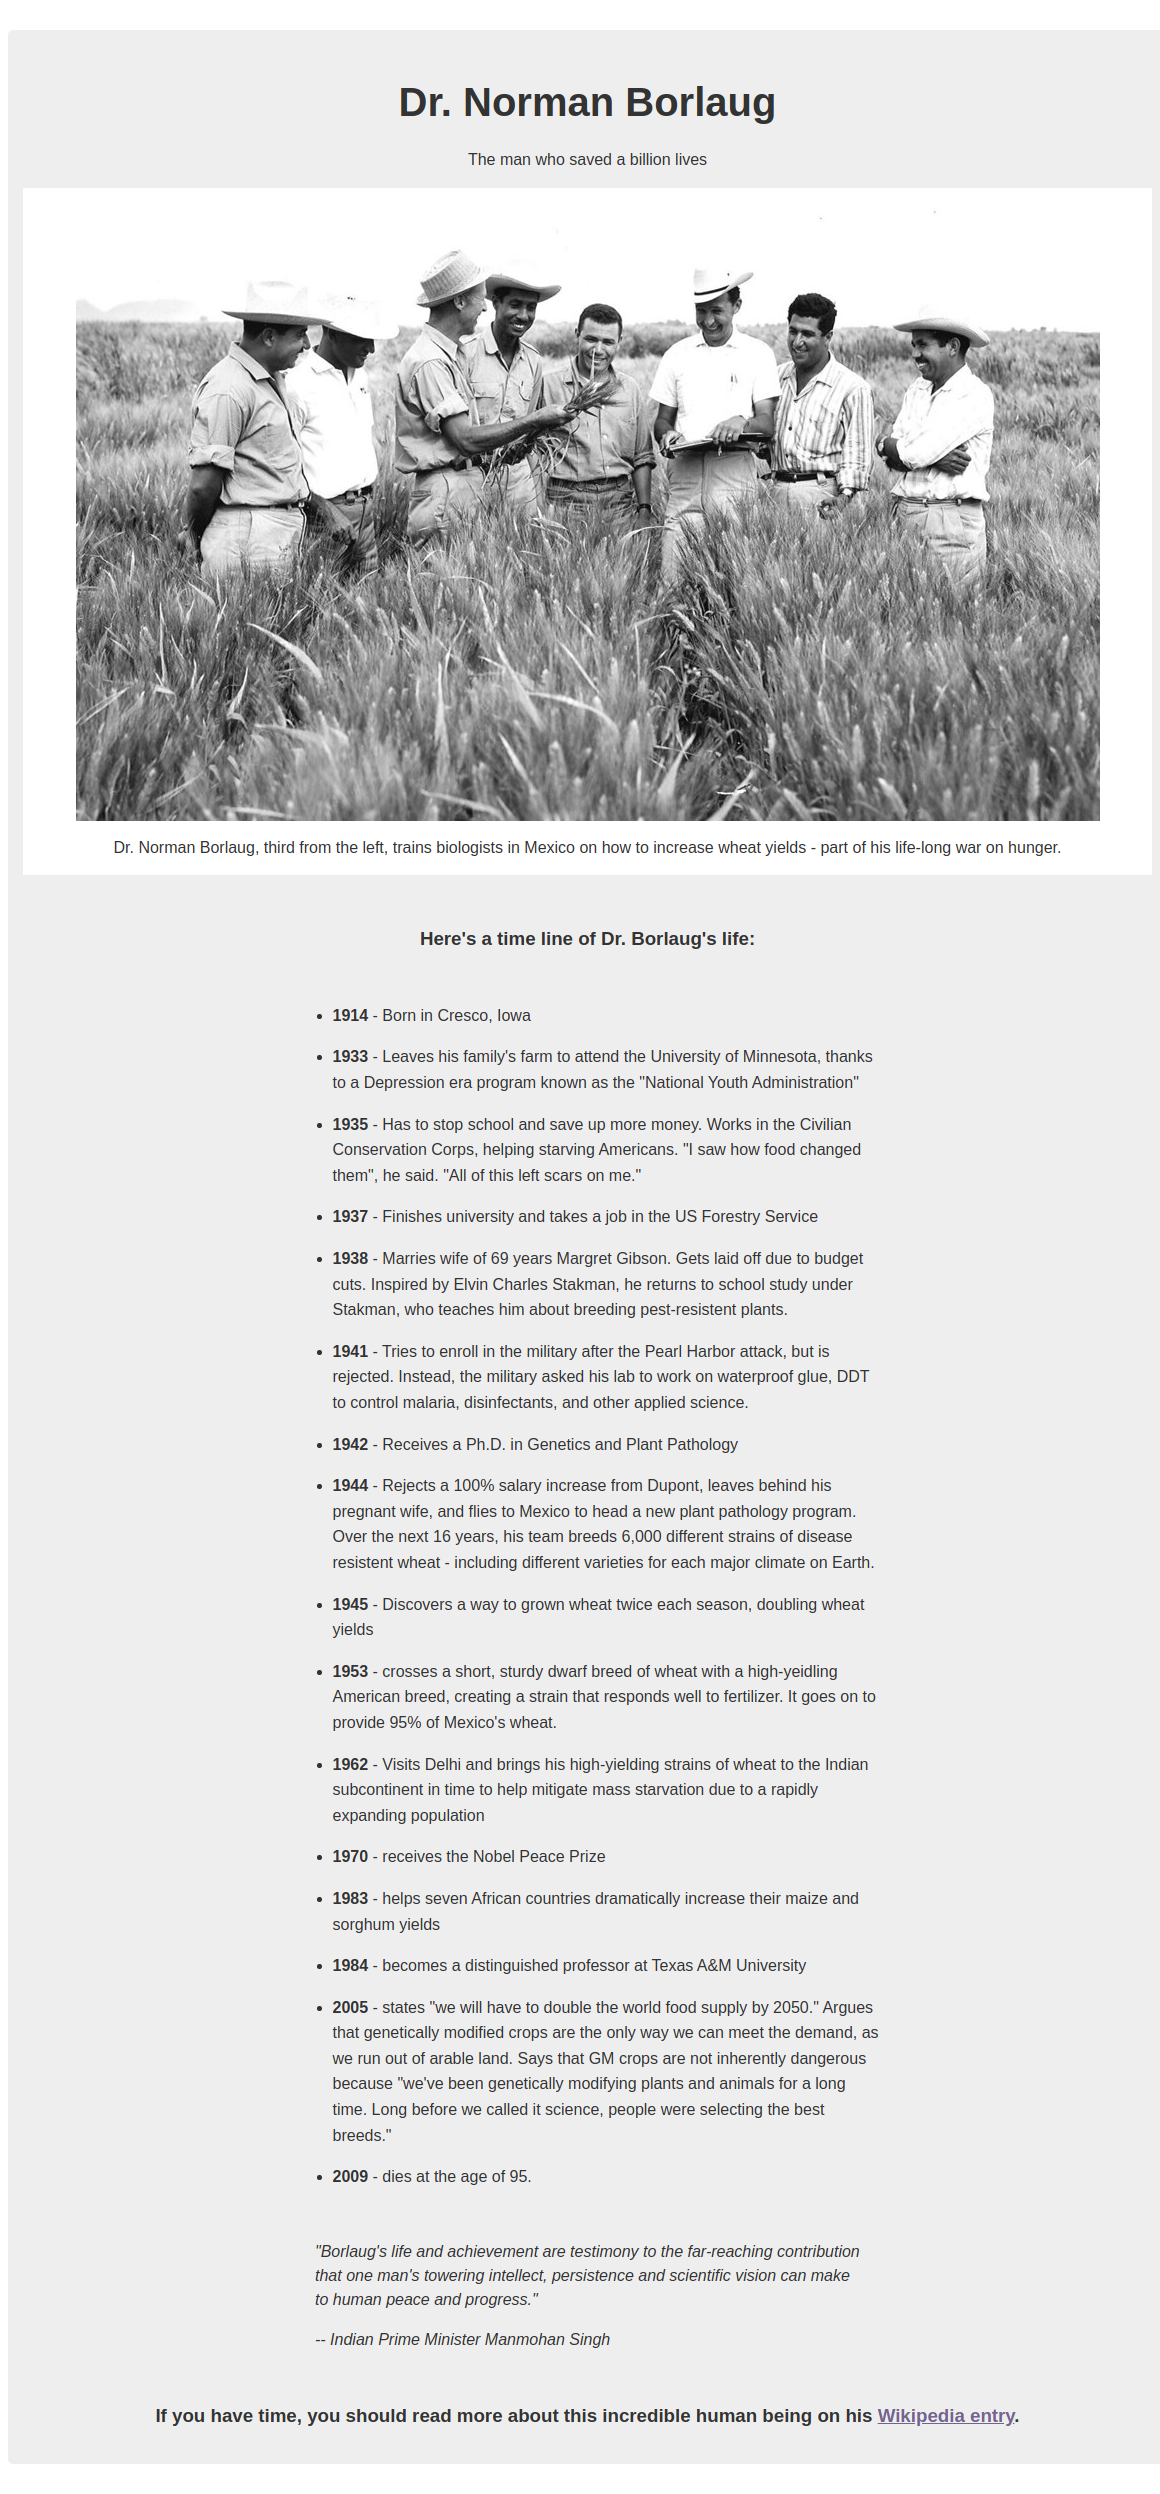 Dr. Norman Borlaug
The man who saved a billion lives
Dr. Norman Borlaug, third from the left, trains biologists in Mexico on how to increase wheat yields - part of his life-long war on hunger.
Here's a time line of Dr. Borlaug's life:
• 1914 - Born in Cresco, Iowa
• 1933 - Leaves his family's farm to attend the University of Minnesota, thanks
to a Depression era program known as the "National Youth Administration"
• 1935 - Has to stop school and save up more money. Works in the Civilian
Conservation Corps, helping starving Americans. "I saw how food changed
them", he said. "All of this left scars on me."
• 1937 - Finishes university and takes a job in the US Forestry Service
• 1938 - Marries wife of 69 years Margret Gibson. Gets laid off due to budget
cuts. Inspired by Elvin Charles Stakman, he returns to school study under
Stakman, who teaches him about breeding pest-resistent plants.
• 1941 - Tries to enroll in the military after the Pearl Harbor attack, but is
rejected. Instead, the military asked his lab to work on waterproof glue, DDT
to control malaria, disinfectants, and other applied science.
• 1942 - Receives a Ph.D. in Genetics and Plant Pathology
• 1944 - Rejects a 100% salary increase from Dupont, leaves behind his
pregnant wife, and flies to Mexico to head a new plant pathology program.
Over the next 16 years, his team breeds 6,000 different strains of disease
resistent wheat - including different varieties for each major climate on Earth.
• 1945 - Discovers a way to grown wheat twice each season, doubling wheat
yields
• 1953 - crosses a short, sturdy dwarf breed of wheat with a high-yeidling
American breed, creating a strain that responds well to fertilizer. It goes on to
provide 95% of Mexico's wheat.
• 1962 - Visits Delhi and brings his high-yielding strains of wheat to the Indian
subcontinent in time to help mitigate mass starvation due to a rapidly
expanding population
• 1970 - receives the Nobel Peace Prize
• 1983 - helps seven African countries dramatically increase their maize and
sorghum yields
• 1984 - becomes a distinguished professor at Texas A&M University
• 2005 - states "we will have to double the world food supply by 2050." Argues
that genetically modified crops are the only way we can meet the demand, as
we run out of arable land. Says that GM crops are not inherently dangerous
because "we've been genetically modifying plants and animals for a long
time. Long before we called it science, people were selecting the best
breeds."
• 2009 - dies at the age of 95.
"Borlaug's life and achievement are testimony to the far-reaching contribution
that one man's towering intellect, persistence and scientific vision can make
to human peace and progress."
-- Indian Prime Minister Manmohan Singh
If you have time, you should read more about this incredible human being on his Wikipedia entry.